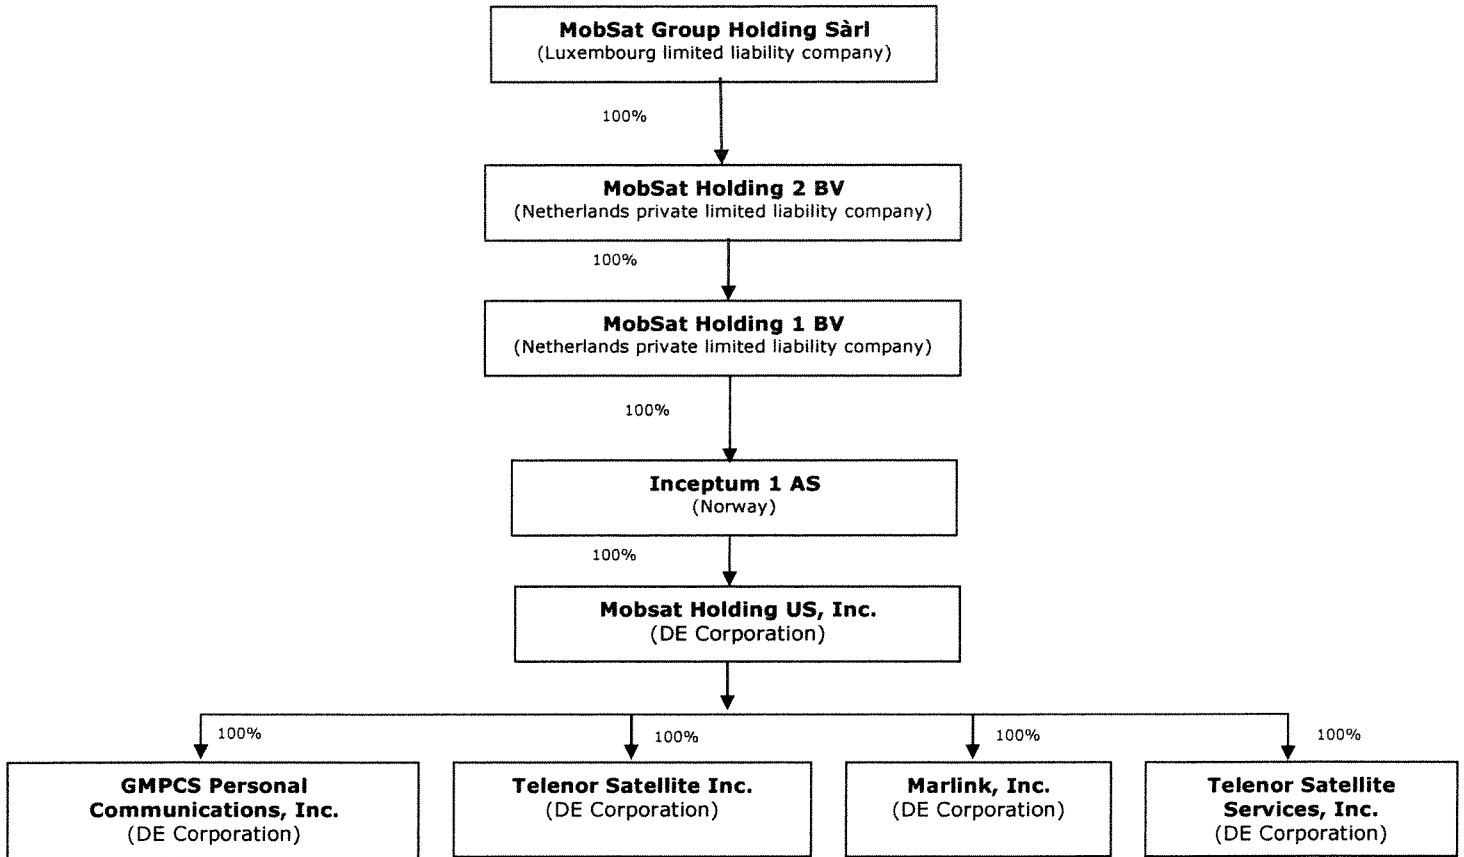 MobSat Group Holding Sàrl
(Luxembourg limited liability company)
100%
MobSat Holding 2 BV
(Netherlands private limited liability company)
100%
MobSat Holding 1 BV
(Netherlands private limited liability company)
100%
Inceptum 1 AS
(Norway)
100%
Mobsat Holding US, Inc.
(DE Corporation)
100%
100%
100%
100%
GMPCS Personal
Communications, Inc.
(DE Corporation)
Telenor Satellite Inc.
(DE Corporation)
Marlink, Inc.
(DE Corporation)
Telenor Satellite
Services, Inc.
(DE Corporation)